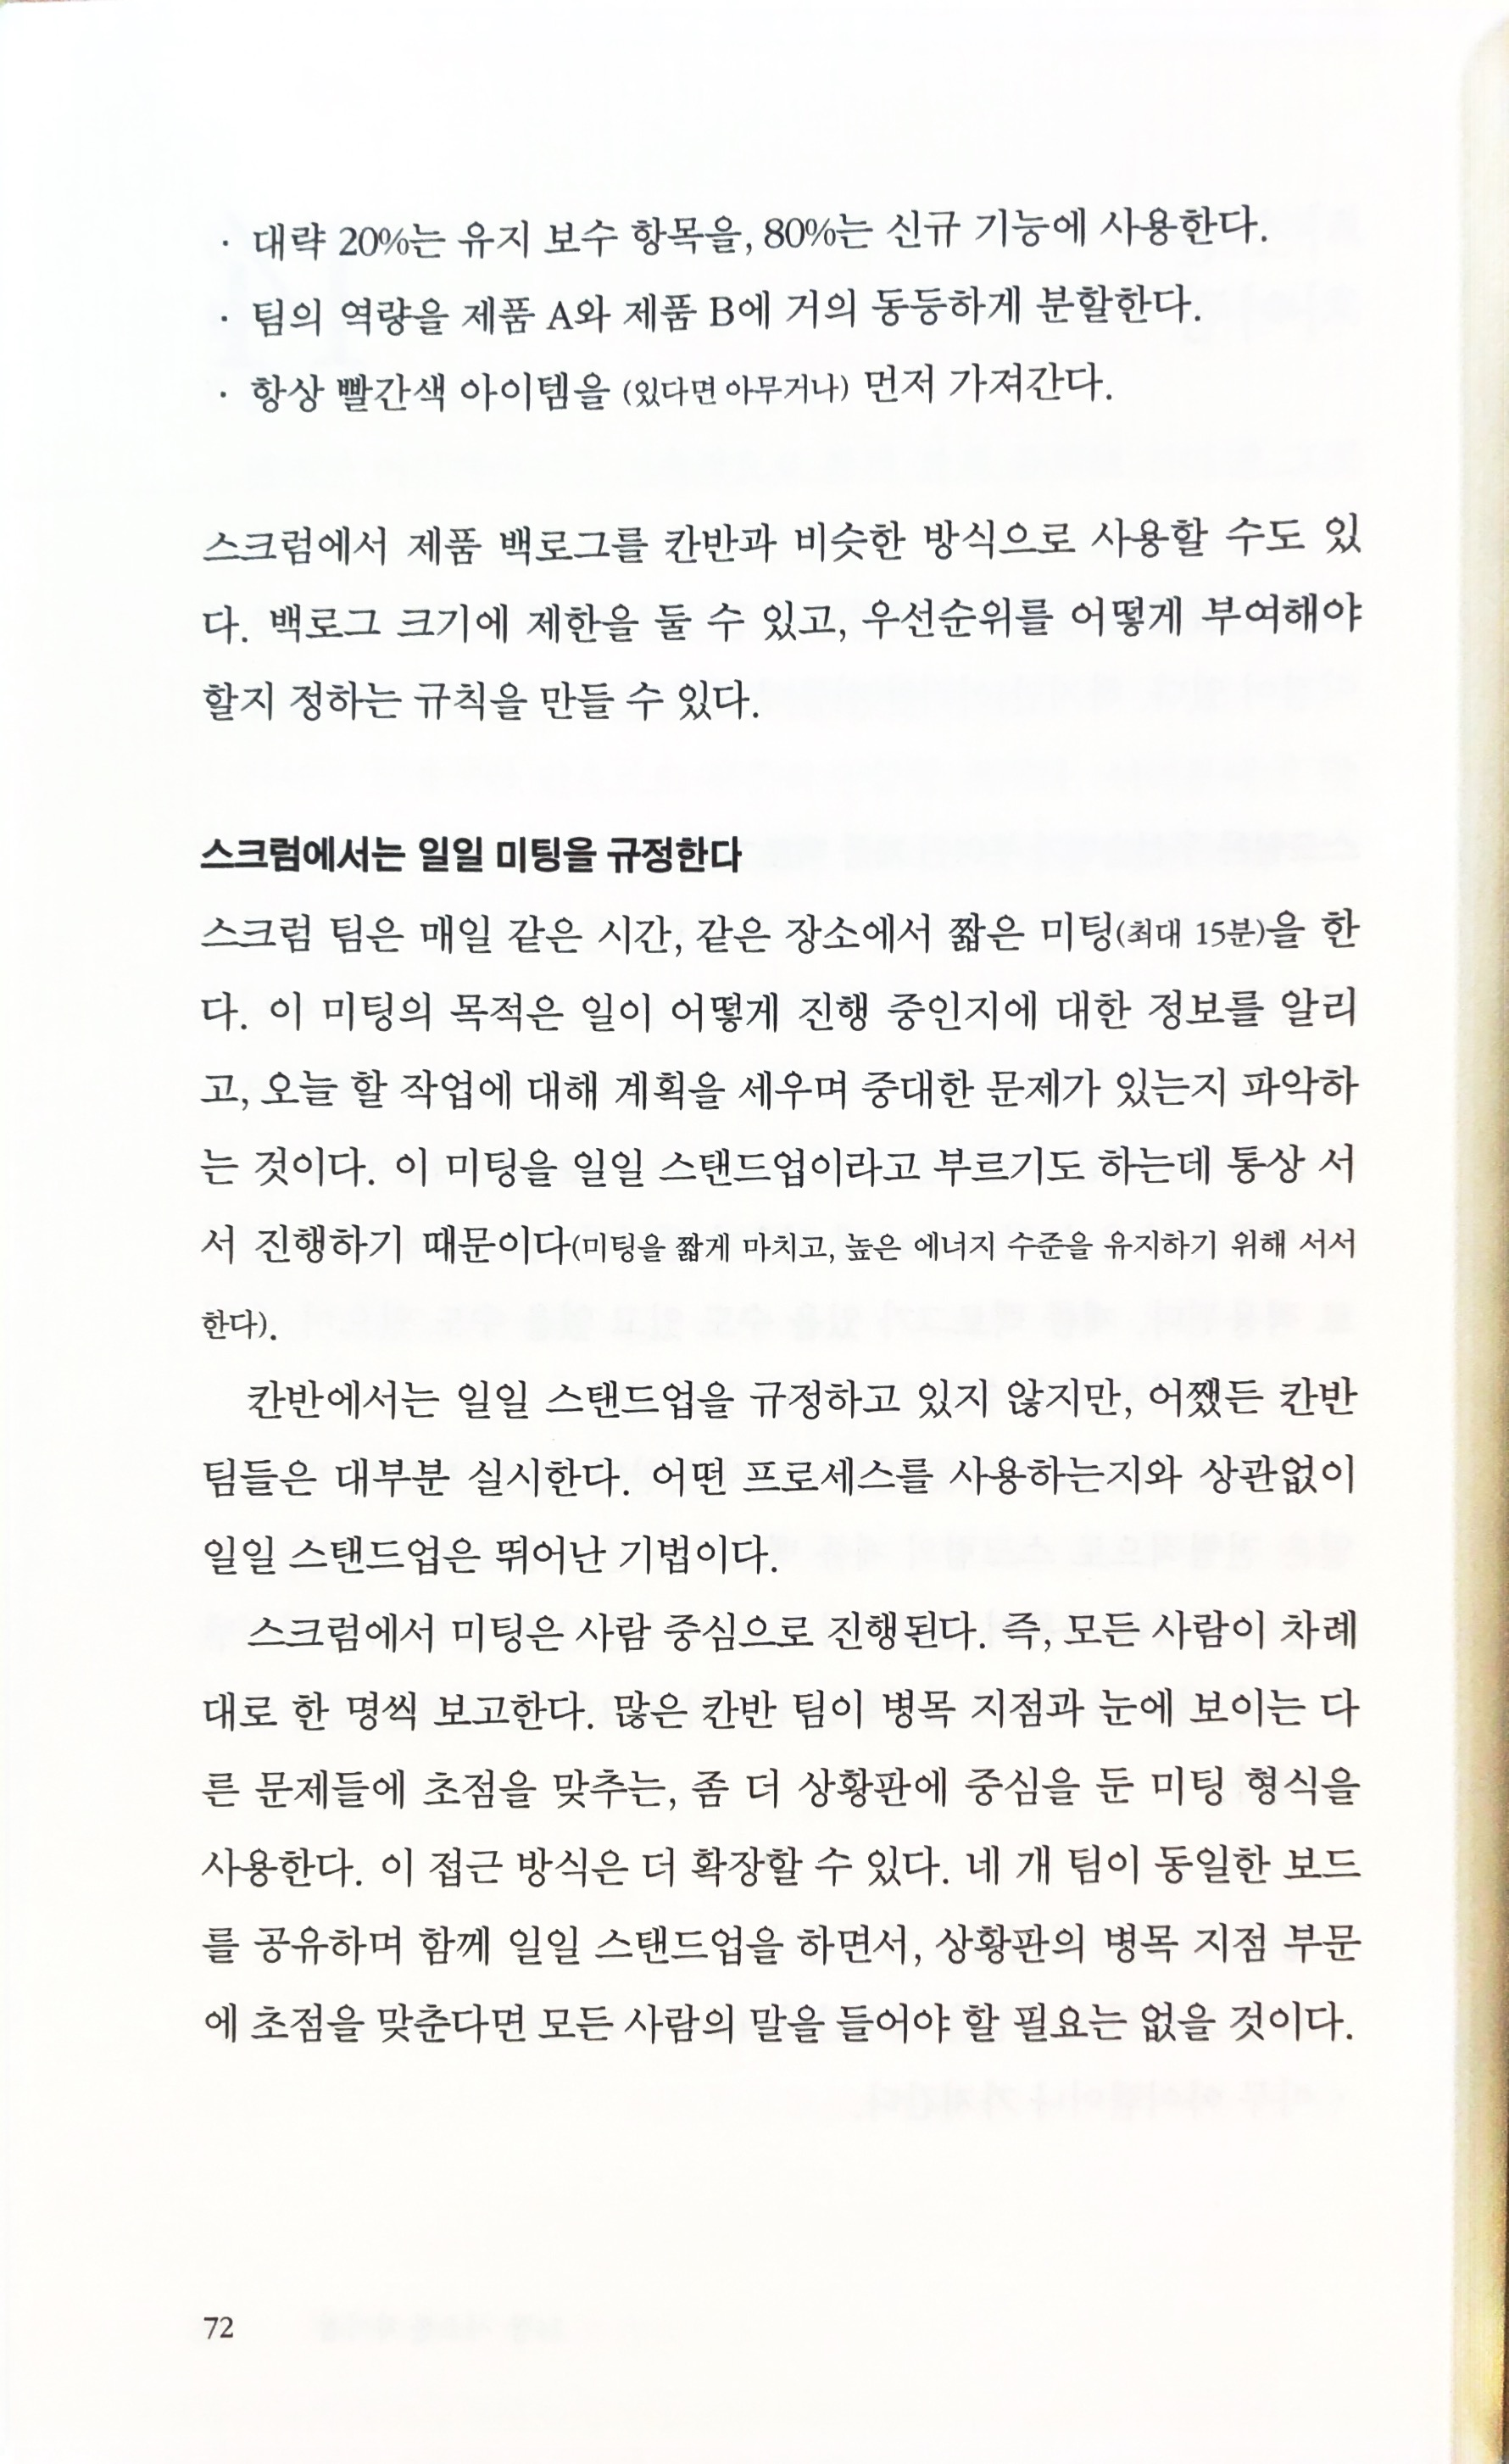 · 대략 20%는 유지 보수 항목을, 80%는 신규 기능에 사용한다.
· 팀의 역량을 제품 A와 제품 B에 거의 동등하게 분할한다.
· 항상 빨간색 아이템을 (있다면 아무거나) 먼저 가져간다.
스크럼에서 제품 백로그를 칸반과 비슷한 방식으로 사용할 수도 있
다. 백로그 크기에 제한을 둘 수 있고, 우선순위를 어떻게 부여해야
할지 정하는 규칙을 만들 수 있다.
스크럼에서는 일일 미팅을 규정한다
스크럼 팀은 매일 같은 시간, 같은 장소에서 짧은 미팅(최대 15분)을 한
다. 이 미팅의 목적은 일이 어떻게 진행 중인지에 대한 정보를 알리
고, 오늘 할 작업에 대해 계획을 세우며 중대한 문제가 있는지 파악하
는 것이다. 이 미팅을 일일 스탠드업이라고 부르기도 하는데 통상 서
서 진행하기 때문이다(미팅을 짧게 마치고, 높은 에너지 수준을 유지하기 위해 서서
한다).
칸반에서는 일일 스탠드업을 규정하고 있지 않지만, 어쨌든 칸반
팀들은 대부분 실시한다. 어떤 프로세스를 사용하는지와 상관없이
일일 스탠드업은 뛰어난 기법이다.
스크럼에서 미팅은 사람 중심으로 진행된다. 즉, 모든 사람이 차례
대로 한 명씩 보고한다. 많은 칸반 팀이 병목 지점과 눈에 보이는 다
른 문제들에 초점을 맞추는, 좀 더 상황판에 중심을 둔 미팅 형식을
사용한다. 이 접근 방식은 더 확장할 수 있다. 네 개 팀이 동일한 보드
를 공유하며 함께 일일 스탠드업을 하면서, 상황판의 병목 지점 부문
에 초점을 맞춘다면 모든 사람의 말을 들어야 할 필요는 없을 것이다.
72